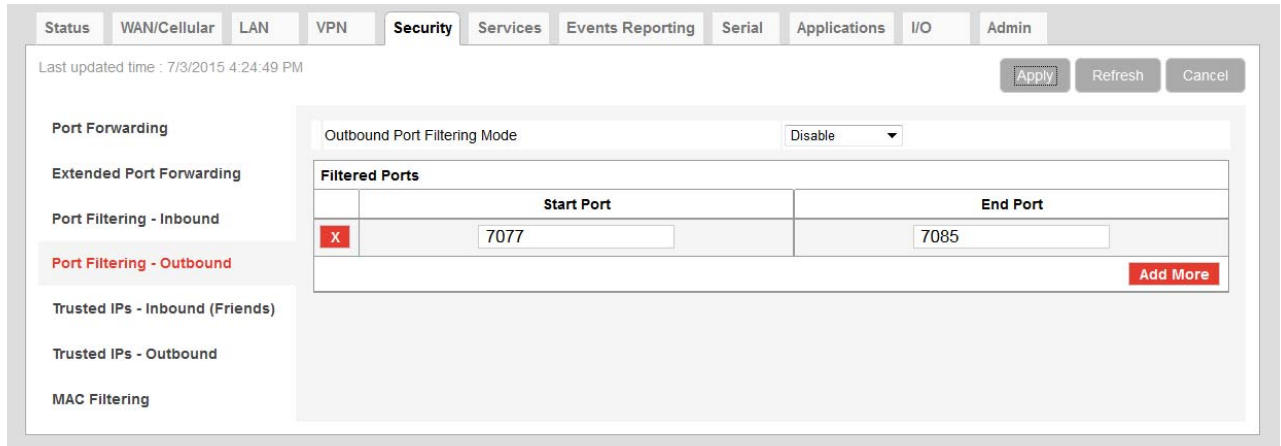 Status WAN/Cellular LAN VPN Security Services Events Reporting Serial Applications I/O Admin
Last updated time : 7/3/2015 4:24:49 PM
Apply Refresh Cancel
Port Forwarding
Extended Port Forwarding
Port Filtering - Inbound
Port Filtering - Outbound
Trusted IPs - Inbound (Friends)
Trusted IPs - Outbound
MAC Filtering
Outbound Port Filtering Mode Disable
Filtered Ports
Start Port End Port
X 7077 7085
Add More